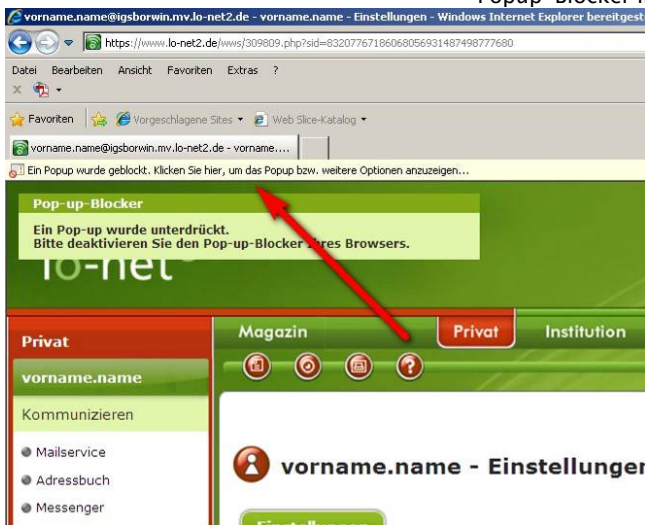 Popup-Blocker
vorname.name@igsborwin.mv.lo-net2.de - vorname.name - Einstellungen - Windows Internet Explorer bereitgest
https://www.lo-net2.de/wws/309809.php?sid=83207767186068056931487498777680
Datei Bearbeiten Ansicht Favoriten Extras ?
Favoriten Vorgeschlagene Sites Web Slice-Katalog
vorname.name@igsborwin.mv.lo-net2.de - vorname....
Ein Popup wurde geblockt. Klicken Sie hier, um das Popup bzw. weitere Optionen anzuzeigen...
Pop-up-Blocker
Ein Pop-up wurde unterdrückt.
Bitte deaktivieren Sie den Pop-up-Blocker Ihres Browsers.
lo-net
Magazin Privat Institution
Privat
vorname.name
Kommunizieren
Mailservice
Adressbuch
Messenger
vorname.name - Einstellungen
Einstellungen